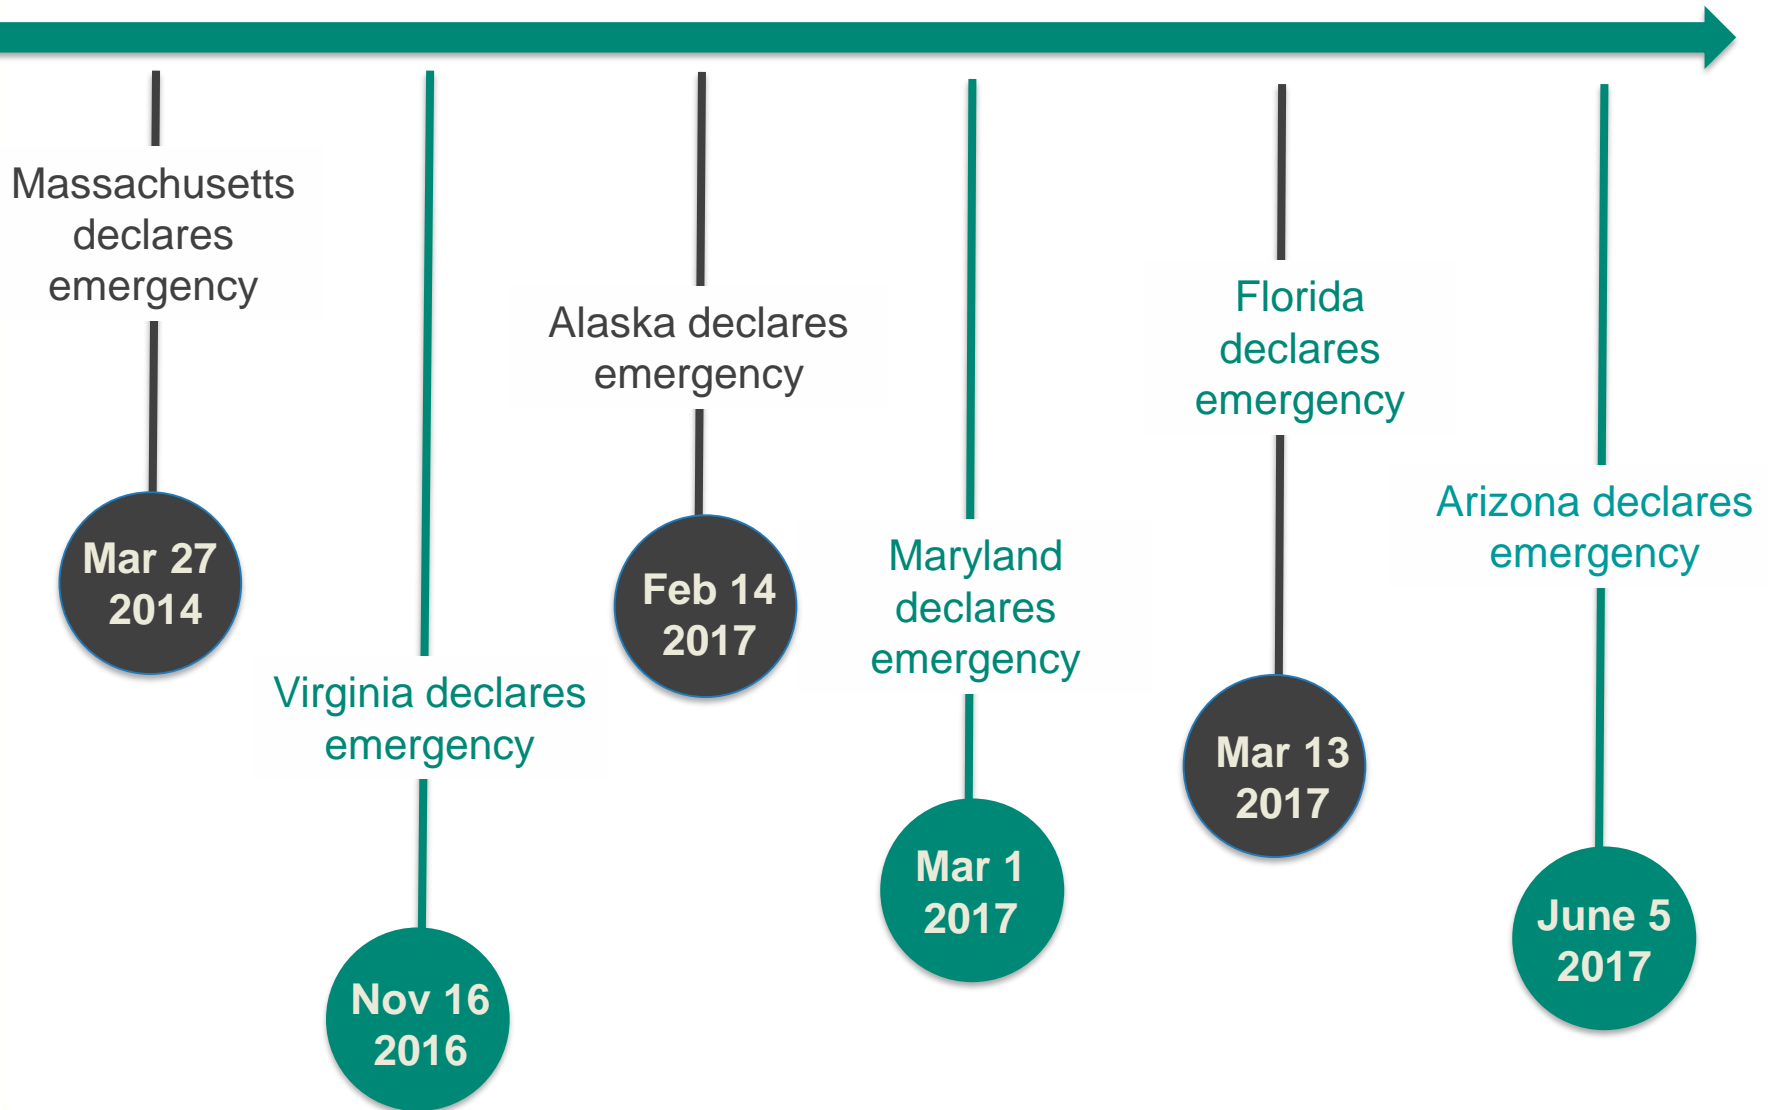 Massachusetts
declares
emergency
Mar 27
2014
Virginia declares
emergency
Nov 16
2016
Alaska declares
emergency
Feb 14
2017
Maryland
declares
emergency
Mar 1
2017
Florida
declares
emergency
Mar 13
2017
Arizona declares
emergency
June 5
2017